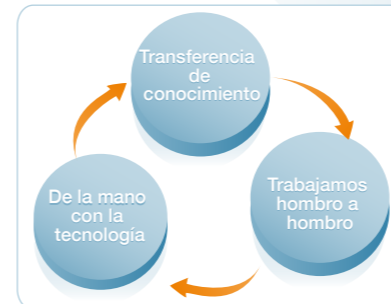 Transferencia
de
conocimiento
Trabajamos
hombro a
hombro
De la mano
con la
tecnología